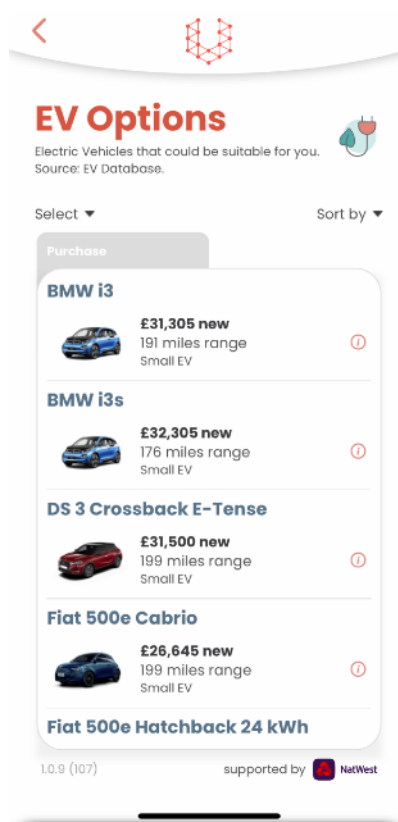 EV Options
Electric Vehicles that could be suitable for you.
Source: EV Database.
Select
Sort by
Purchase
BMW i3
£31,305 new
191 miles range
Small EV
BMW i3s
£32,305 new
176 miles range
Small EV
DS 3 Crossback E-Tense
£31,500 new
199 miles range
Small EV
Fiat 500e Cabrio
£26,645 new
199 miles range
Small EV
Fiat 500e Hatchback 24 kWh
1.0.9 (107)
supported by NatWest